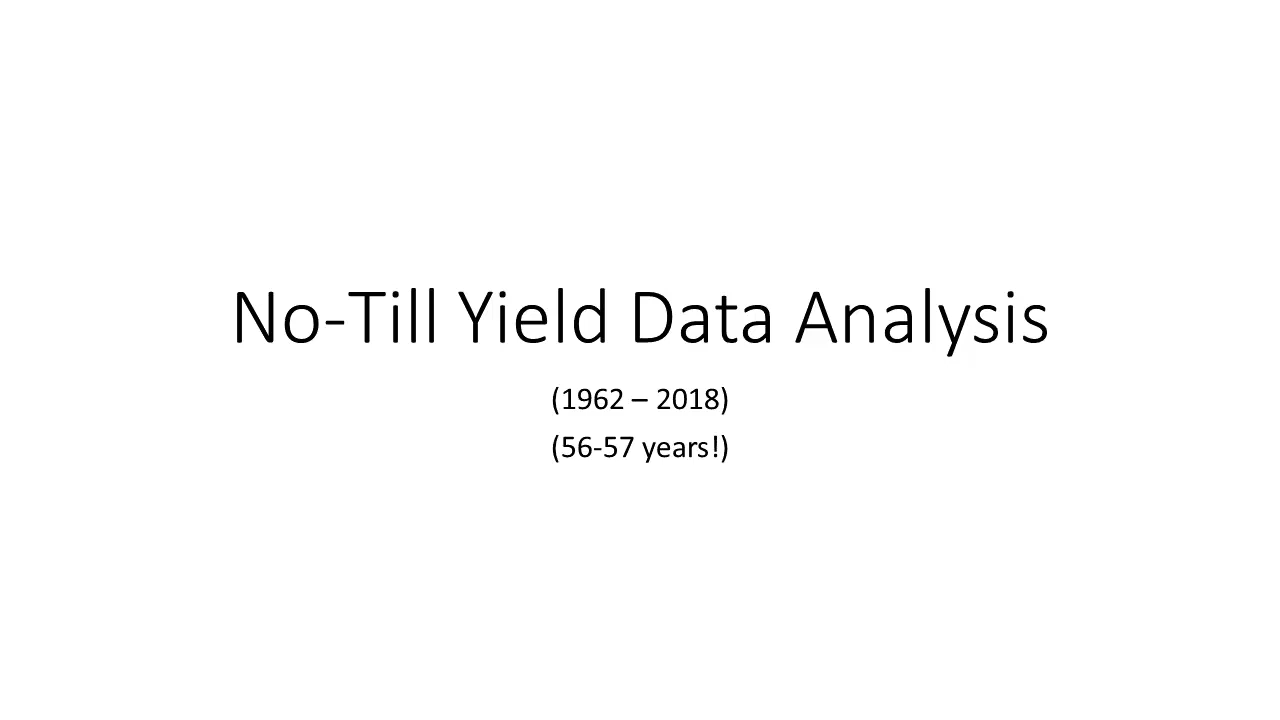 No-Till Yield Data Analysis
(1962 – 2018)
(56-57 years!)